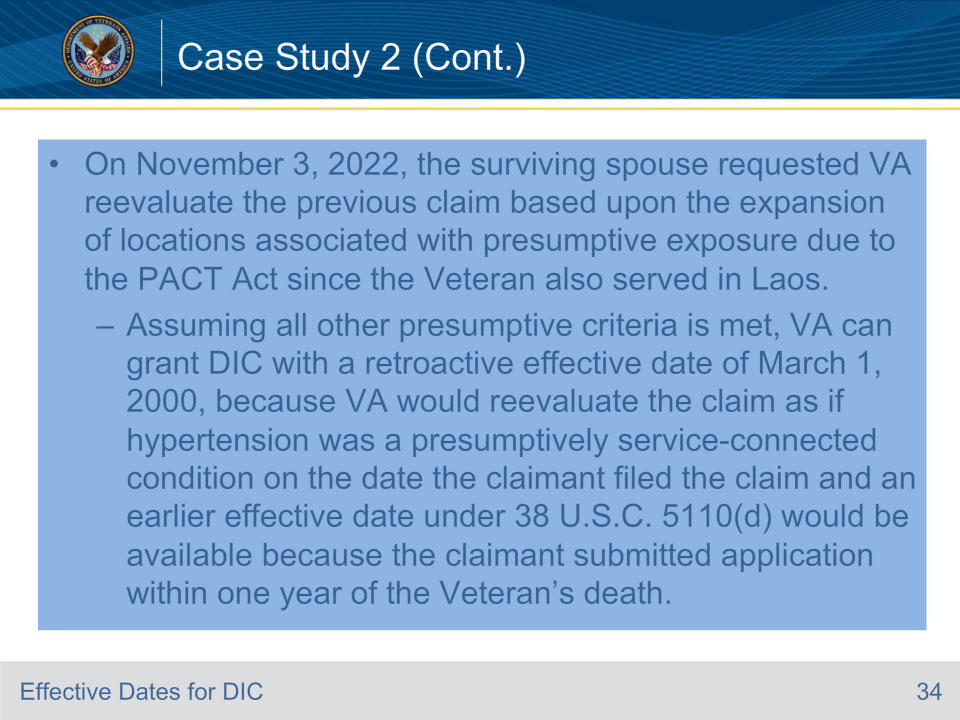 Case Study 2 (Cont.)
• On November 3, 2022, the surviving spouse requested VA
reevaluate the previous claim based upon the expansion
of locations associated with presumptive exposure due to
the PACT Act since the Veteran also served in Laos.
– Assuming all other presumptive criteria is met, VA can
grant DIC with a retroactive effective date of March 1,
2000, because VA would reevaluate the claim as if
hypertension was a presumptively service-connected
condition on the date the claimant filed the claim and an
earlier effective date under 38 U.S.C. 5110(d) would be
available because the claimant submitted application
within one year of the Veteran’s death.
Effective Dates for DIC
34